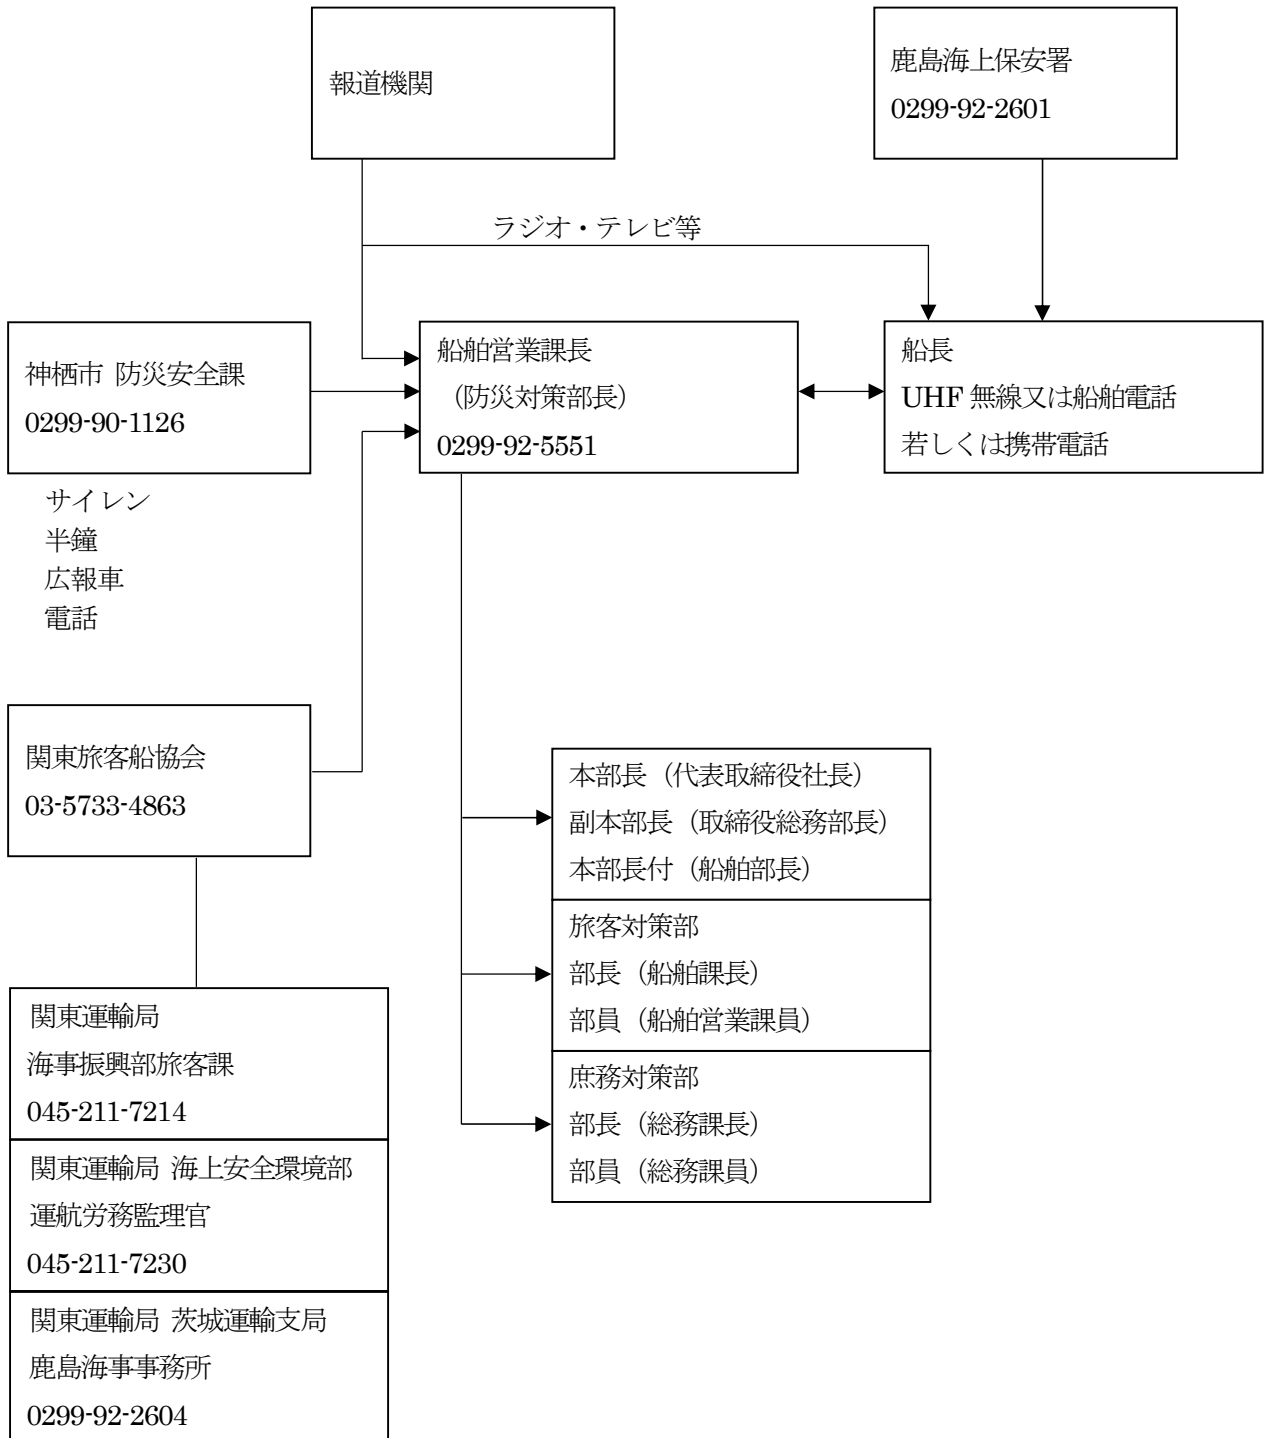 報道機関
鹿島海上保安署
0299-92-2601
ラジオ・テレビ等
神栖市 防災安全課
0299-90-1126
サイレン
半鐘
広報車
電話
船舶営業課長
（防災対策部長）
0299-92-5551
船長
UHF 無線又は船舶電話
若しくは携帯電話
関東旅客船協会
03-5733-4863
本部長（代表取締役社長）
副本部長（取締役総務部長）
本部長付（船舶部長）
旅客対策部
部長（船舶課長）
部員（船舶営業課員）
庶務対策部
部長（総務課長）
部員（総務課員）
関東運輸局
海事振興部旅客課
045-211-7214
関東運輸局 海上安全環境部
運航労務監理官
045-211-7230
関東運輸局 茨城運輸支局
鹿島海事事務所
0299-92-2604